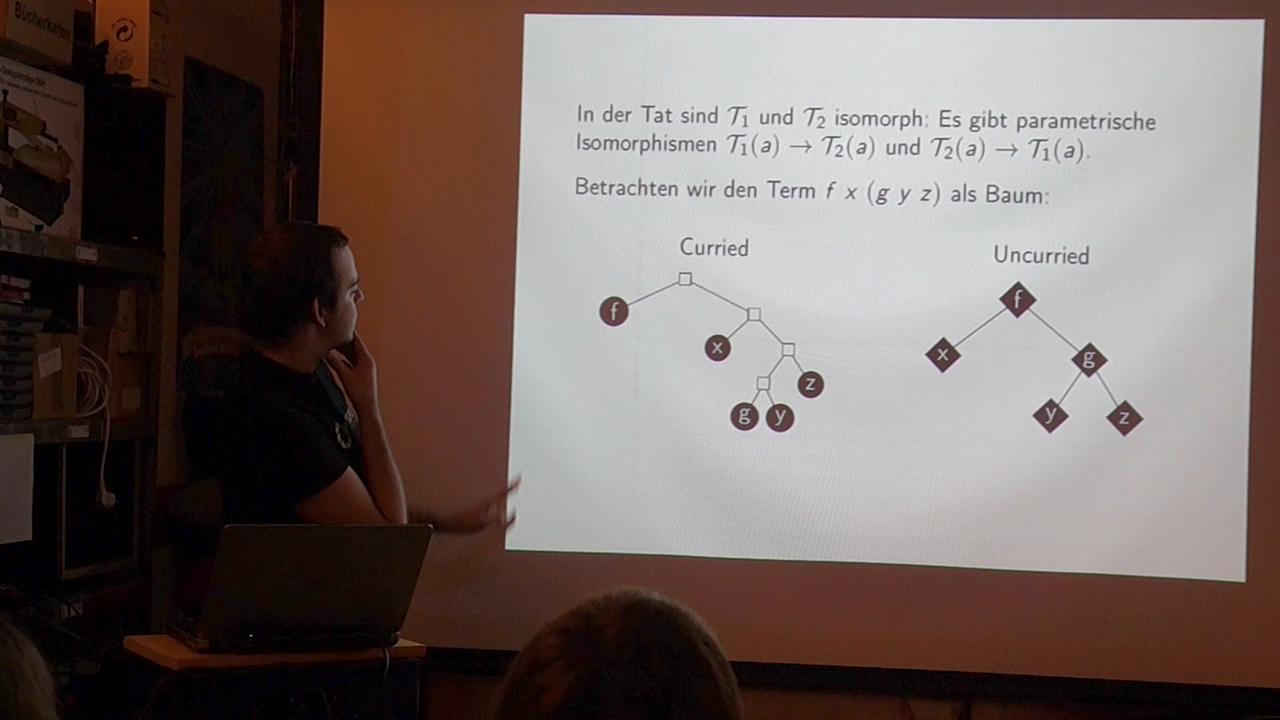 Bücherkarton
In der Tat sind 𝒯₁ und 𝒯₂ isomorph: Es gibt parametrische
Isomorphismen 𝒯₁(a) → 𝒯₂(a) und 𝒯₂(a) → 𝒯₁(a).
Betrachten wir den Term f x (g y z) als Baum:
Curried
Uncurried
f
x
z
g y
f
x
g
y
z